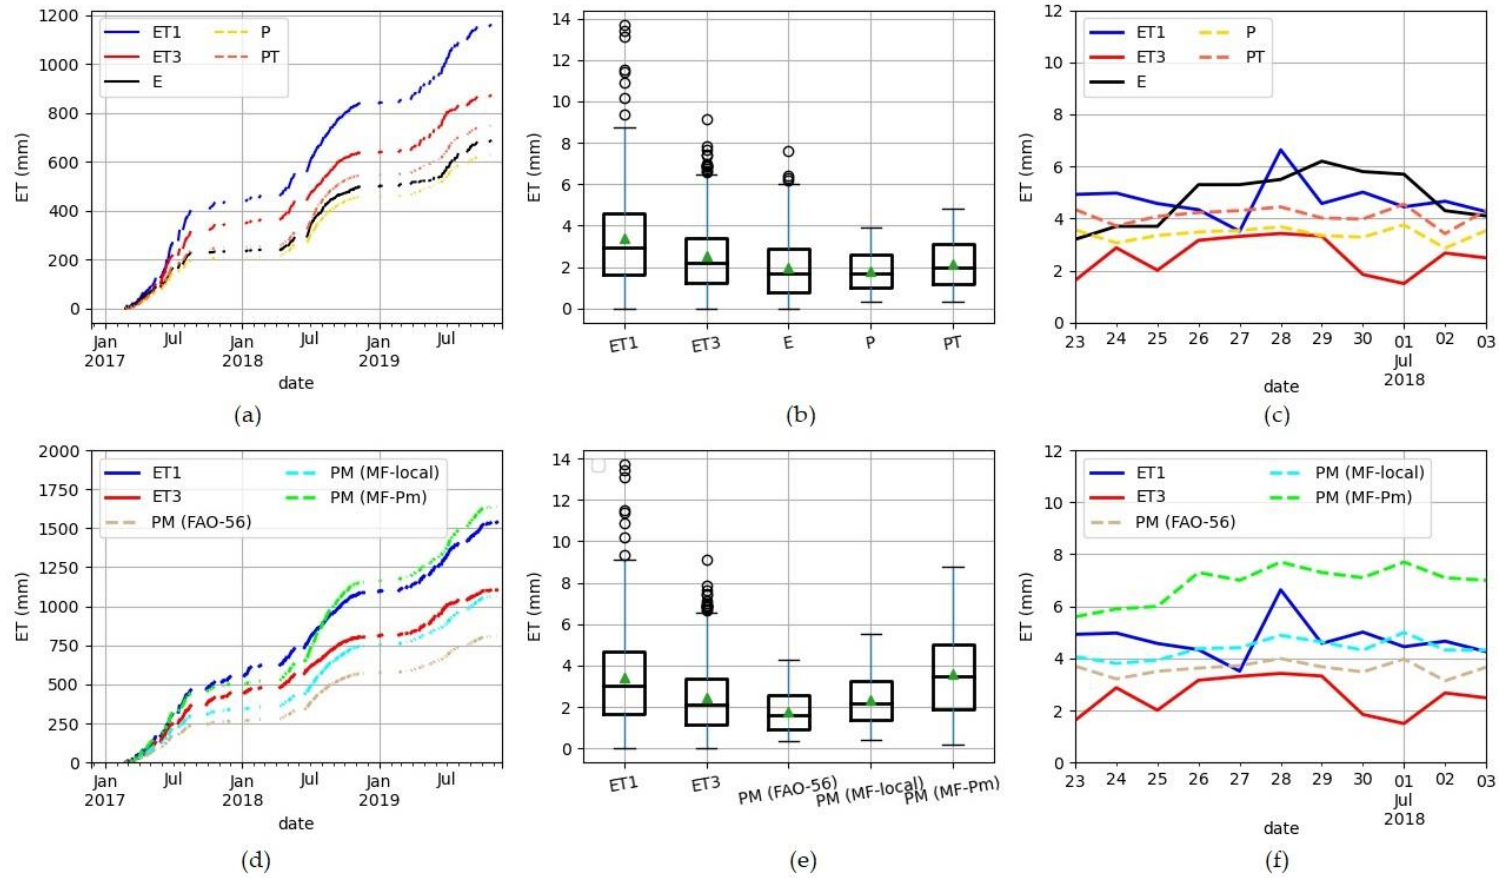 ET1 P
ET3 PT
E
ET (mm)
1200
1000
800
600
400
200
0
Jan Jul Jan Jul Jan Jul
2017 2018 2019
date
(a)
ET (mm)
14
12
10
8
6
4
2
0
ET1 ET3 E P PT
(b)
ET1 P
ET3 PT
E
ET (mm)
12
10
8
6
4
2
0
23 24 25 26 27 28 29 30 01 02 03
Jul
2018
date
(c)
ET1 PM (MF-local)
ET3 PM (MF-Pm)
PM (FAO-56)
ET (mm)
2000
1750
1500
1250
1000
750
500
250
0
Jan Jul Jan Jul Jan Jul
2017 2018 2019
date
(d)
ET (mm)
14
12
10
8
6
4
2
0
ET1 ET3 PM (FAO-56) PM (MF-local) PM (MF-Pm)
(e)
ET1 PM (MF-local)
ET3 PM (MF-Pm)
PM (FAO-56)
ET (mm)
12
10
8
6
4
2
0
23 24 25 26 27 28 29 30 01 02 03
Jul
2018
date
(f)